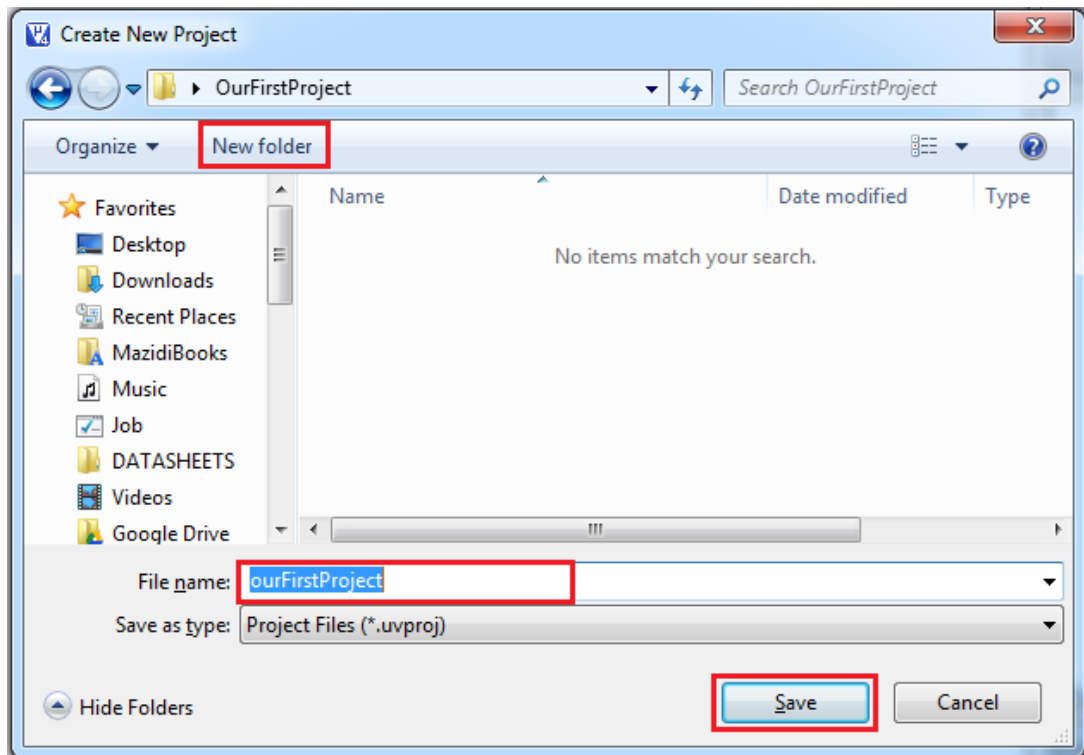 Create New Project
OurFirstProject
Search OurFirstProject
Organize
New folder
Name
Date modified
Type
Favorites
Desktop
Downloads
Recent Places
MazidiBooks
Music
Job
DATASHEETS
Videos
Google Drive
No items match your search.
File name: ourFirstProject
Save as type: Project Files (*.uvproj)
Hide Folders
Save
Cancel